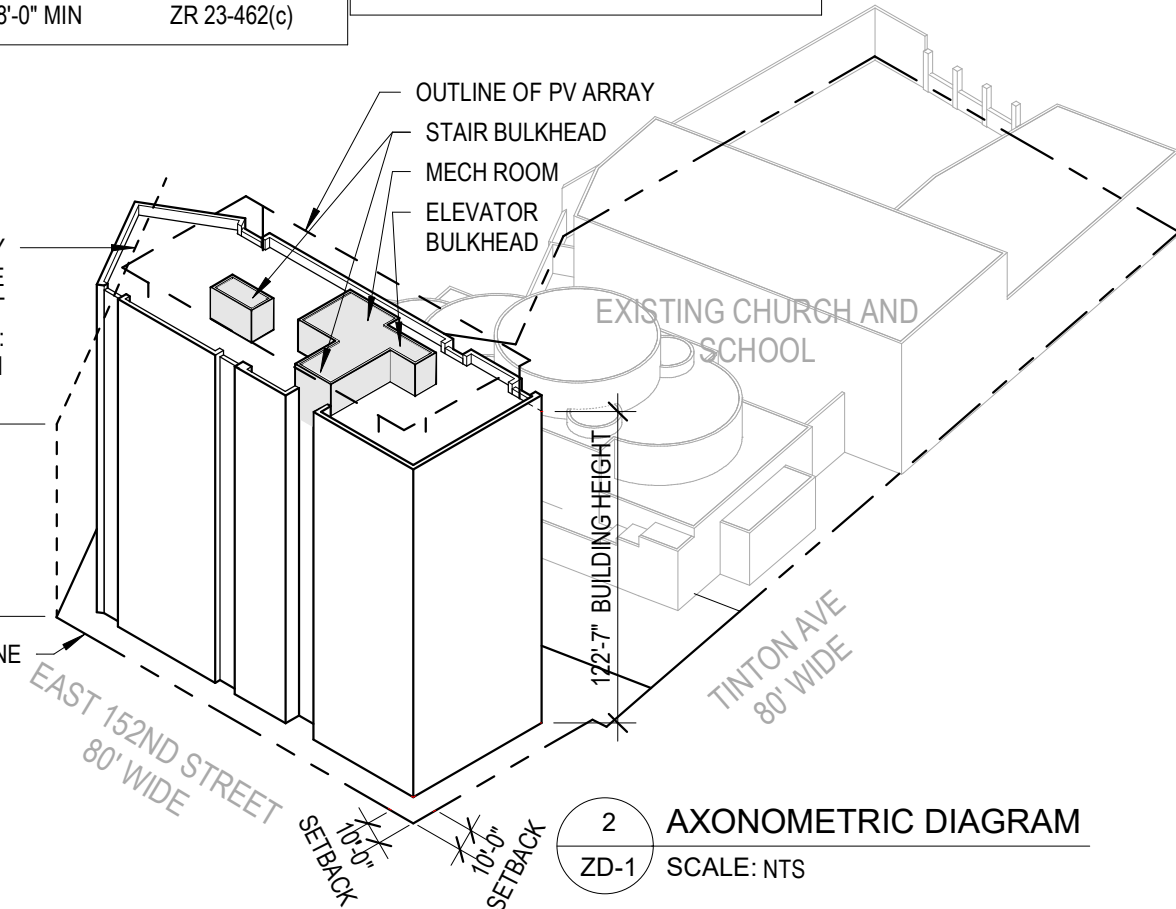 8'-0" MIN ZR 23-462(c)
OUTLINE OF PV ARRAY
STAIR BULKHEAD
MECH ROOM
ELEVATOR
BULKHEAD
EXISTING CHURCH AND
SCHOOL
122'-7" BUILDING HEIGHT
TINTON AVE
80' WIDE
EAST 152ND STREET
80' WIDE
10'-0"
SETBACK
10'-0"
SETBACK
2
ZD-1
AXONOMETRIC DIAGRAM
SCALE: NTS